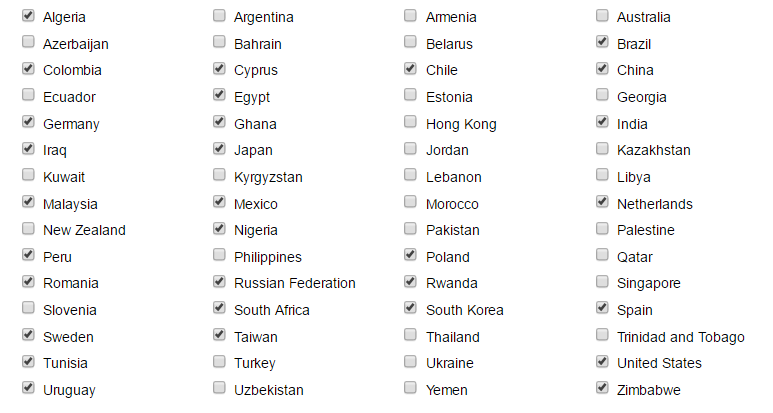 Algeria Argentina Armenia Australia
Azerbaijan Bahrain Belarus Brazil
Colombia Cyprus Chile China
Ecuador Egypt Estonia Georgia
Germany Ghana Hong Kong India
Iraq Japan Jordan Kazakhstan
Kuwait Kyrgyzstan Lebanon Libya
Malaysia Mexico Morocco Netherlands
New Zealand Nigeria Pakistan Palestine
Peru Philippines Poland Qatar
Romania Russian Federation Rwanda Singapore
Slovenia South Africa South Korea Spain
Sweden Taiwan Thailand Trinidad and Tobago
Tunisia Turkey Ukraine United States
Uruguay Uzbekistan Yemen Zimbabwe